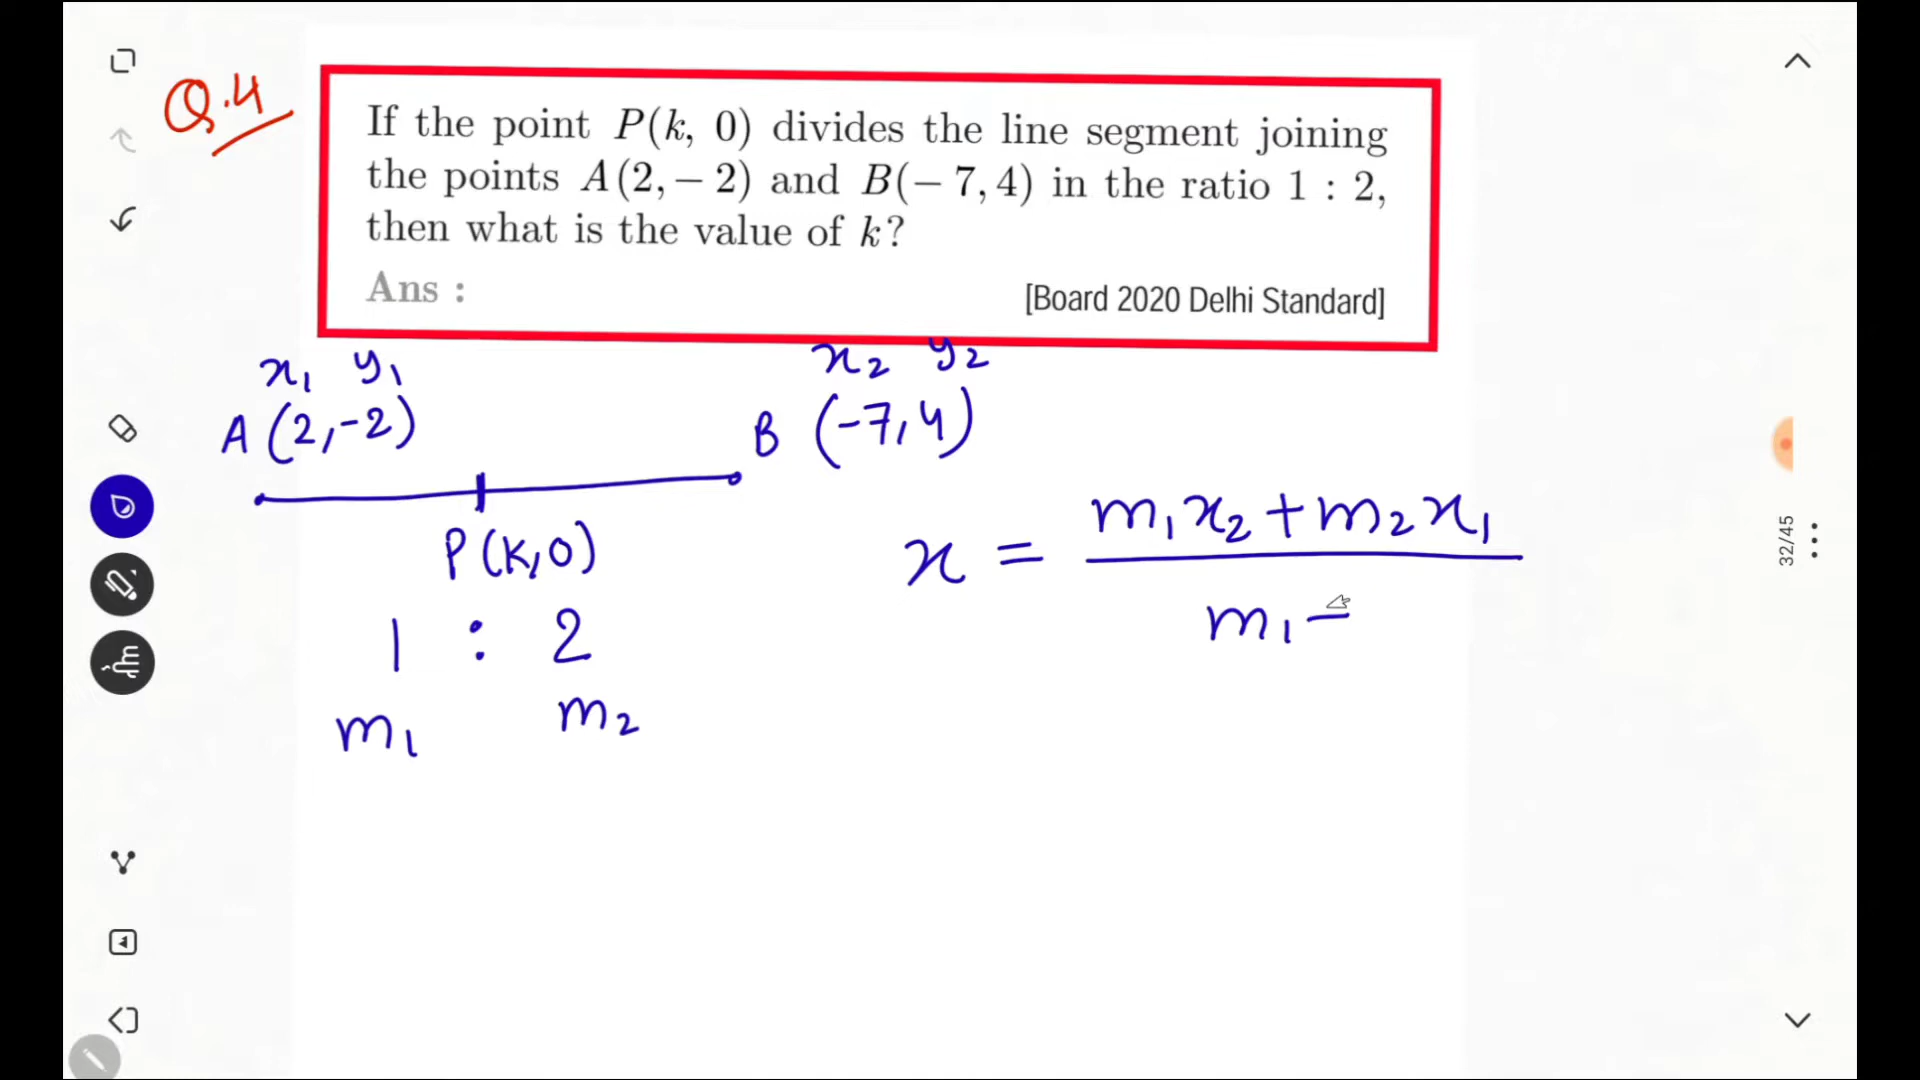 Q.4
If the point P(k, 0) divides the line segment joining
the points A(2, – 2) and B(– 7, 4) in the ratio 1 : 2,
then what is the value of k?
Ans :
[Board 2020 Delhi Standard]
x₁ y₁
x₂ y₂
A (2,-2)
B (-7,4)
P (K,0)
x = m₁x₂+m₂x₁
m₁ –
1 : 2
m₁ m₂
32/45